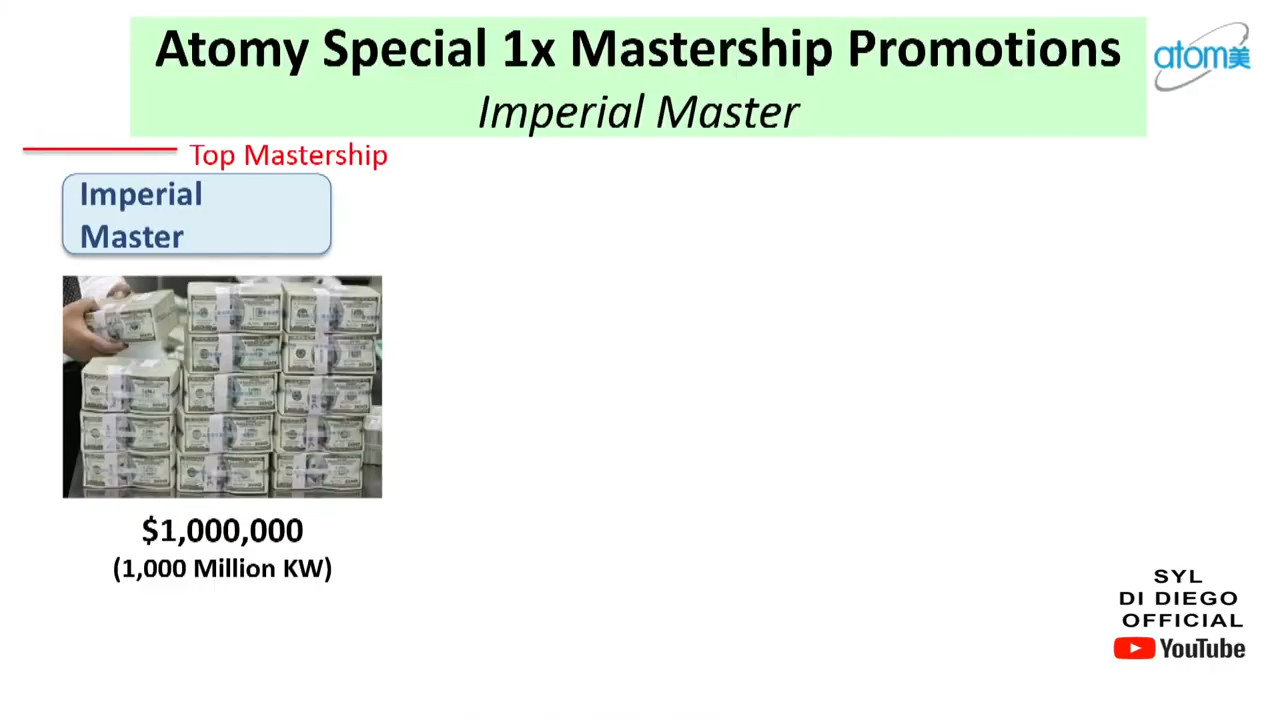 Atomy Special 1x Mastership Promotions
Imperial Master
atom美
Top Mastership
Imperial
Master
$1,000,000
(1,000 Million KW)
SYL
DI DIEGO
OFFICIAL
YouTube